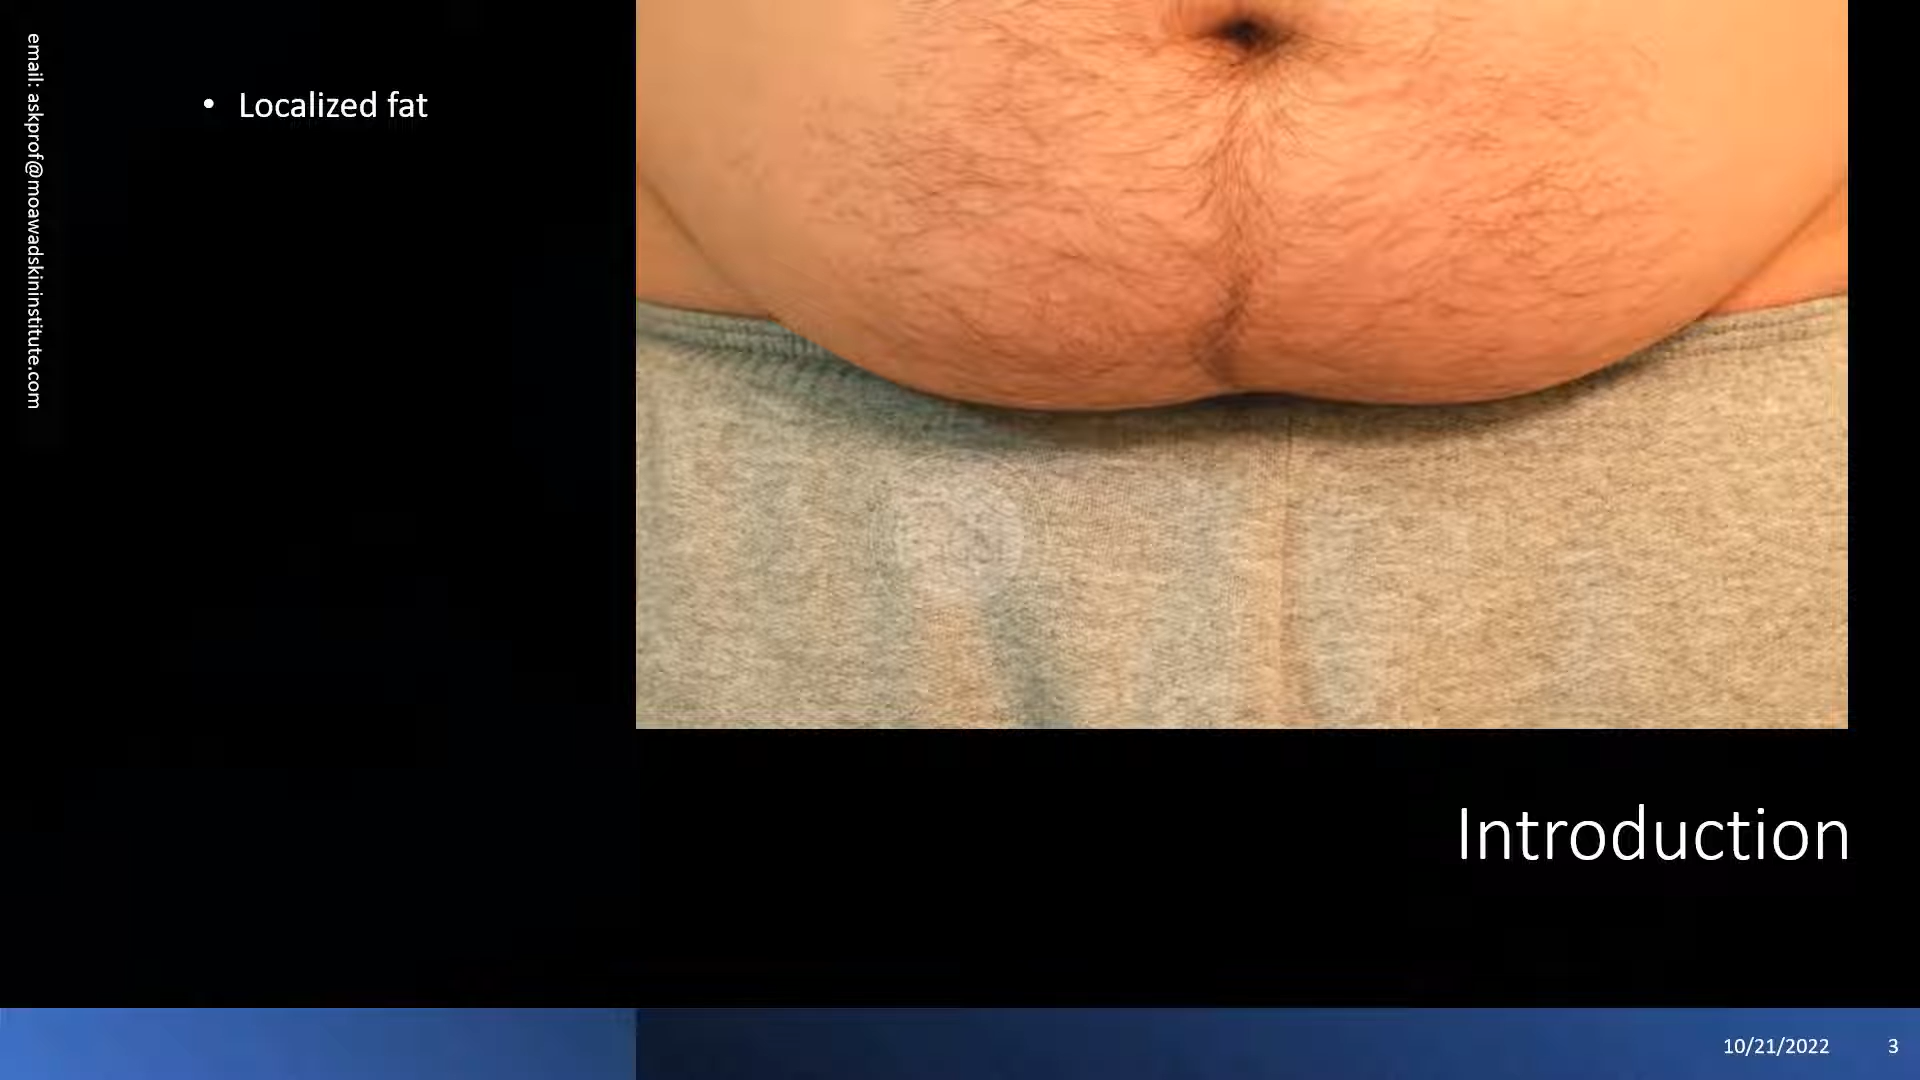 email: askprof@moawadskininstitute.com
• Localized fat
Introduction
10/21/2022
3